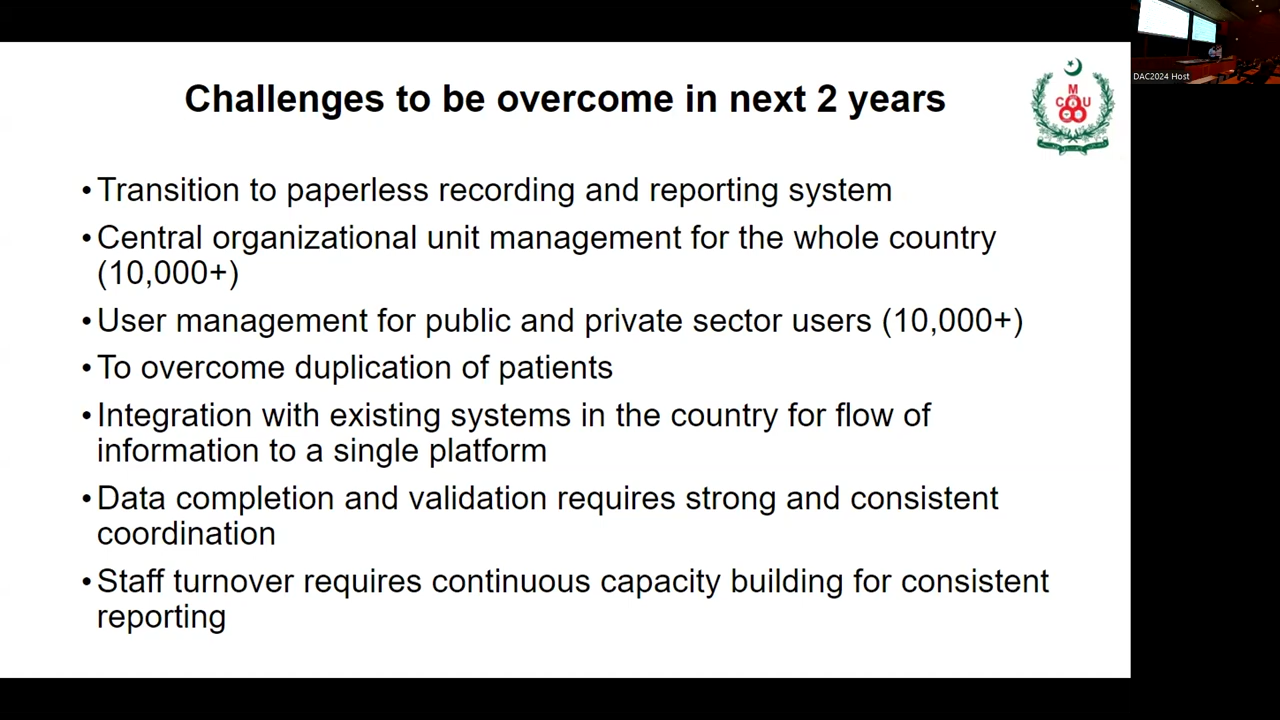 DAC2024 Host
Challenges to be overcome in next 2 years
C M U
•Transition to paperless recording and reporting system
•Central organizational unit management for the whole country
(10,000+)
•User management for public and private sector users (10,000+)
•To overcome duplication of patients
•Integration with existing systems in the country for flow of
information to a single platform
•Data completion and validation requires strong and consistent
coordination
•Staff turnover requires continuous capacity building for consistent
reporting